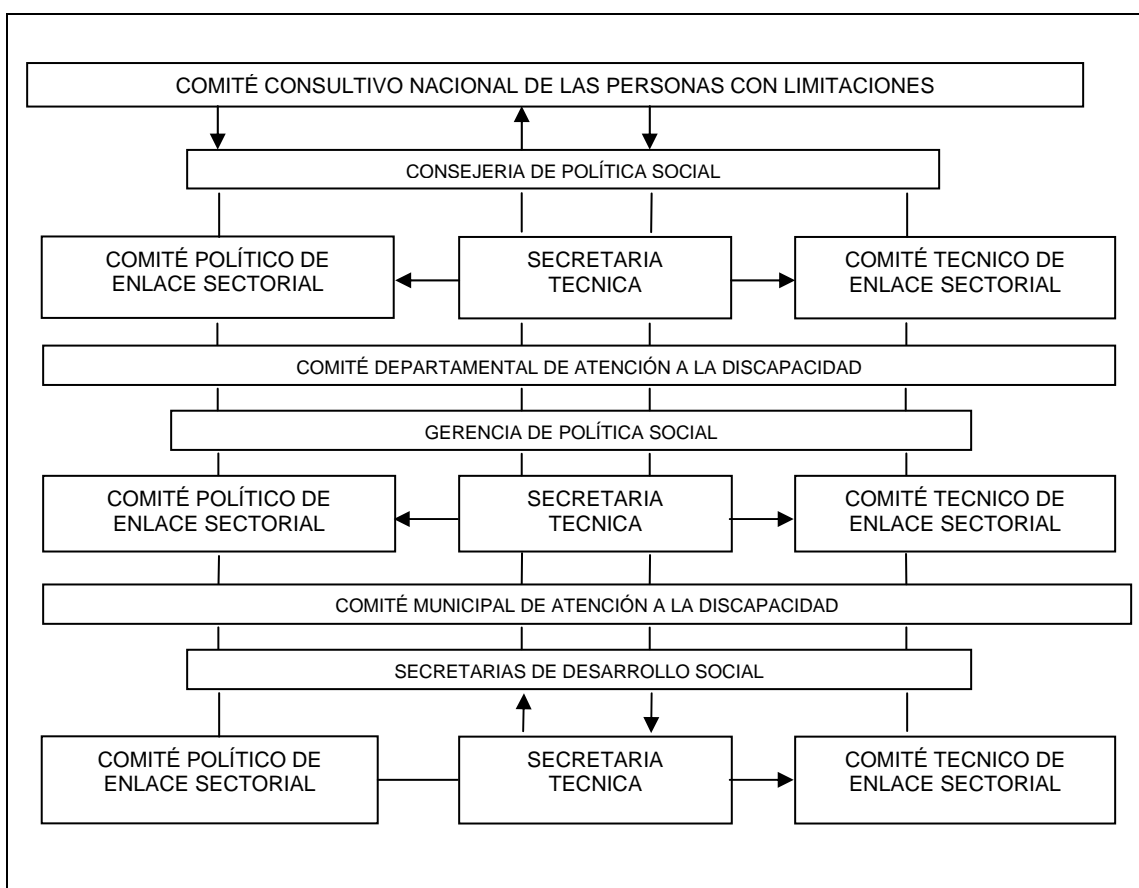 COMITÉ CONSULTIVO NACIONAL DE LAS PERSONAS CON LIMITACIONES
CONSEJERIA DE POLÍTICA SOCIAL
COMITÉ POLÍTICO DE
ENLACE SECTORIAL
SECRETARIA
TECNICA
COMITÉ TECNICO DE
ENLACE SECTORIAL
COMITÉ DEPARTAMENTAL DE ATENCIÓN A LA DISCAPACIDAD
GERENCIA DE POLÍTICA SOCIAL
COMITÉ POLÍTICO DE
ENLACE SECTORIAL
SECRETARIA
TECNICA
COMITÉ TECNICO DE
ENLACE SECTORIAL
COMITÉ MUNICIPAL DE ATENCIÓN A LA DISCAPACIDAD
SECRETARIAS DE DESARROLLO SOCIAL
COMITÉ POLÍTICO DE
ENLACE SECTORIAL
SECRETARIA
TECNICA
COMITÉ TECNICO DE
ENLACE SECTORIAL